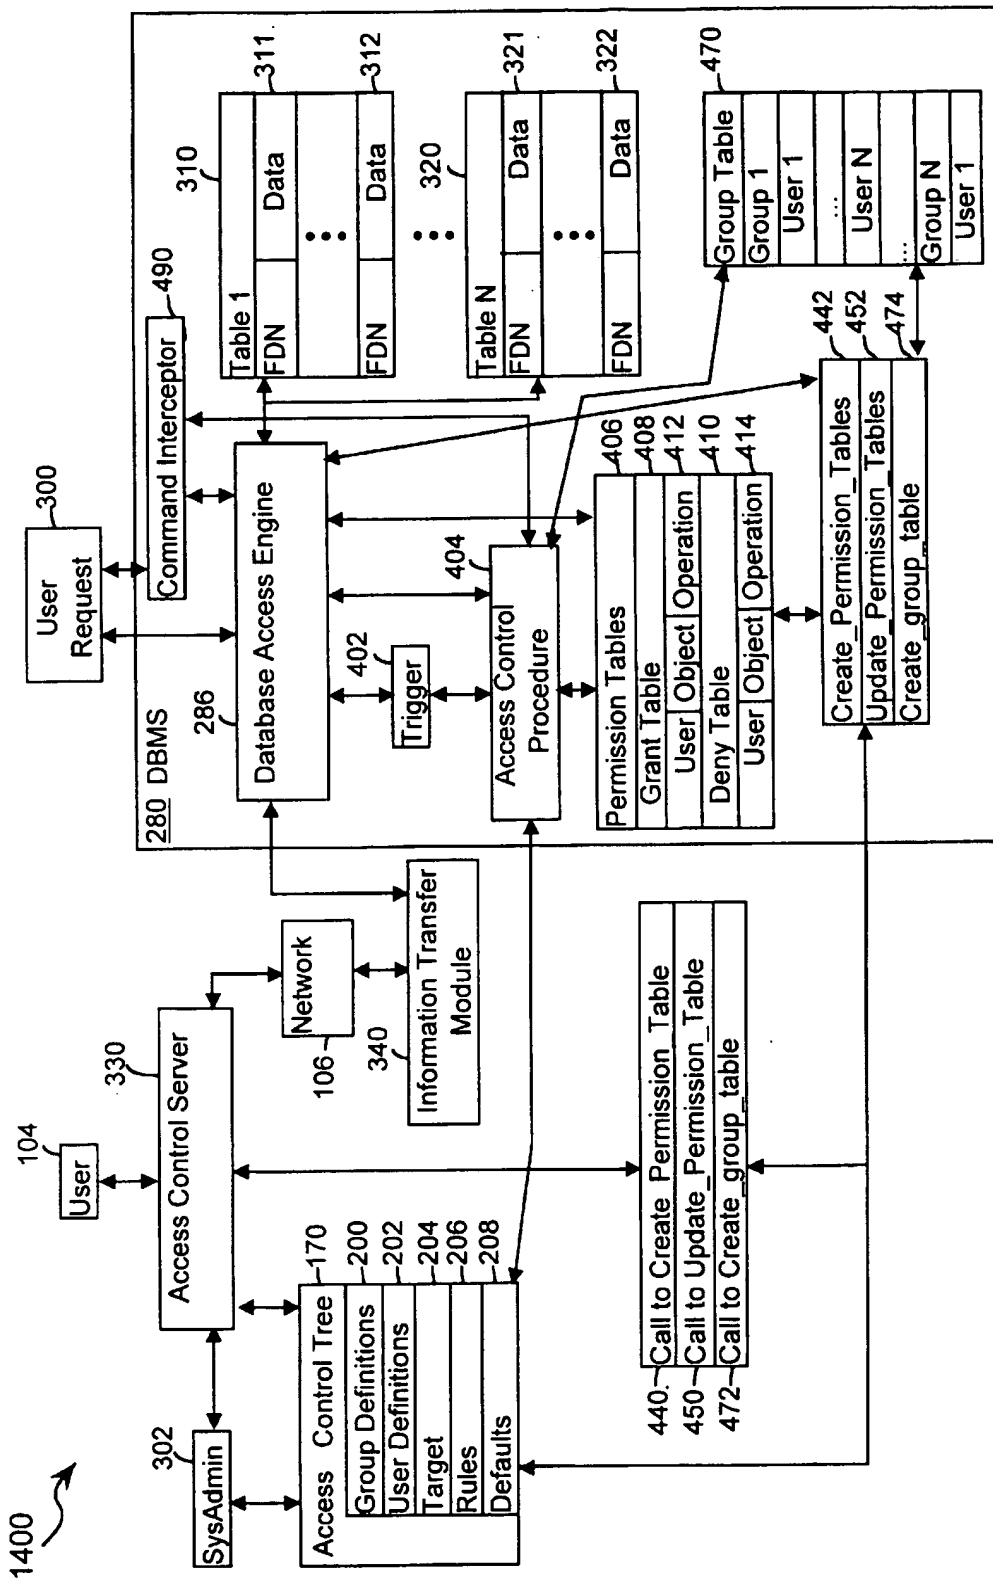 1400
SysAdmin
302
User
104
Access Control Server
330
Access Control Tree
170
Group Definitions
200
User Definitions
202
Target
204
Rules
206
Defaults
208
Network
106
Information Transfer
Module
340
440.
Call to Create_Permission_Table
450
Call to Update_Permission_Table
472
Call to Create_group_table
280 DBMS
User
Request
300
Command Interceptor
490
286
Database Access Engine
Trigger
402
Access Control
Procedure
404
Permission Tables
406
Grant Table
408
User
Object
Operation
412
Deny Table
410
User
Object
Operation
414
Create_Permission_Tables
442
Update_Permission_Tables
452
Create_group_table
474
310
Table 1
FDN
Data
311
•••
FDN
Data
312
•••
320
Table N
FDN
Data
321
•••
FDN
Data
322
Group Table
470
Group 1
User 1
...
User N
...
Group N
User 1